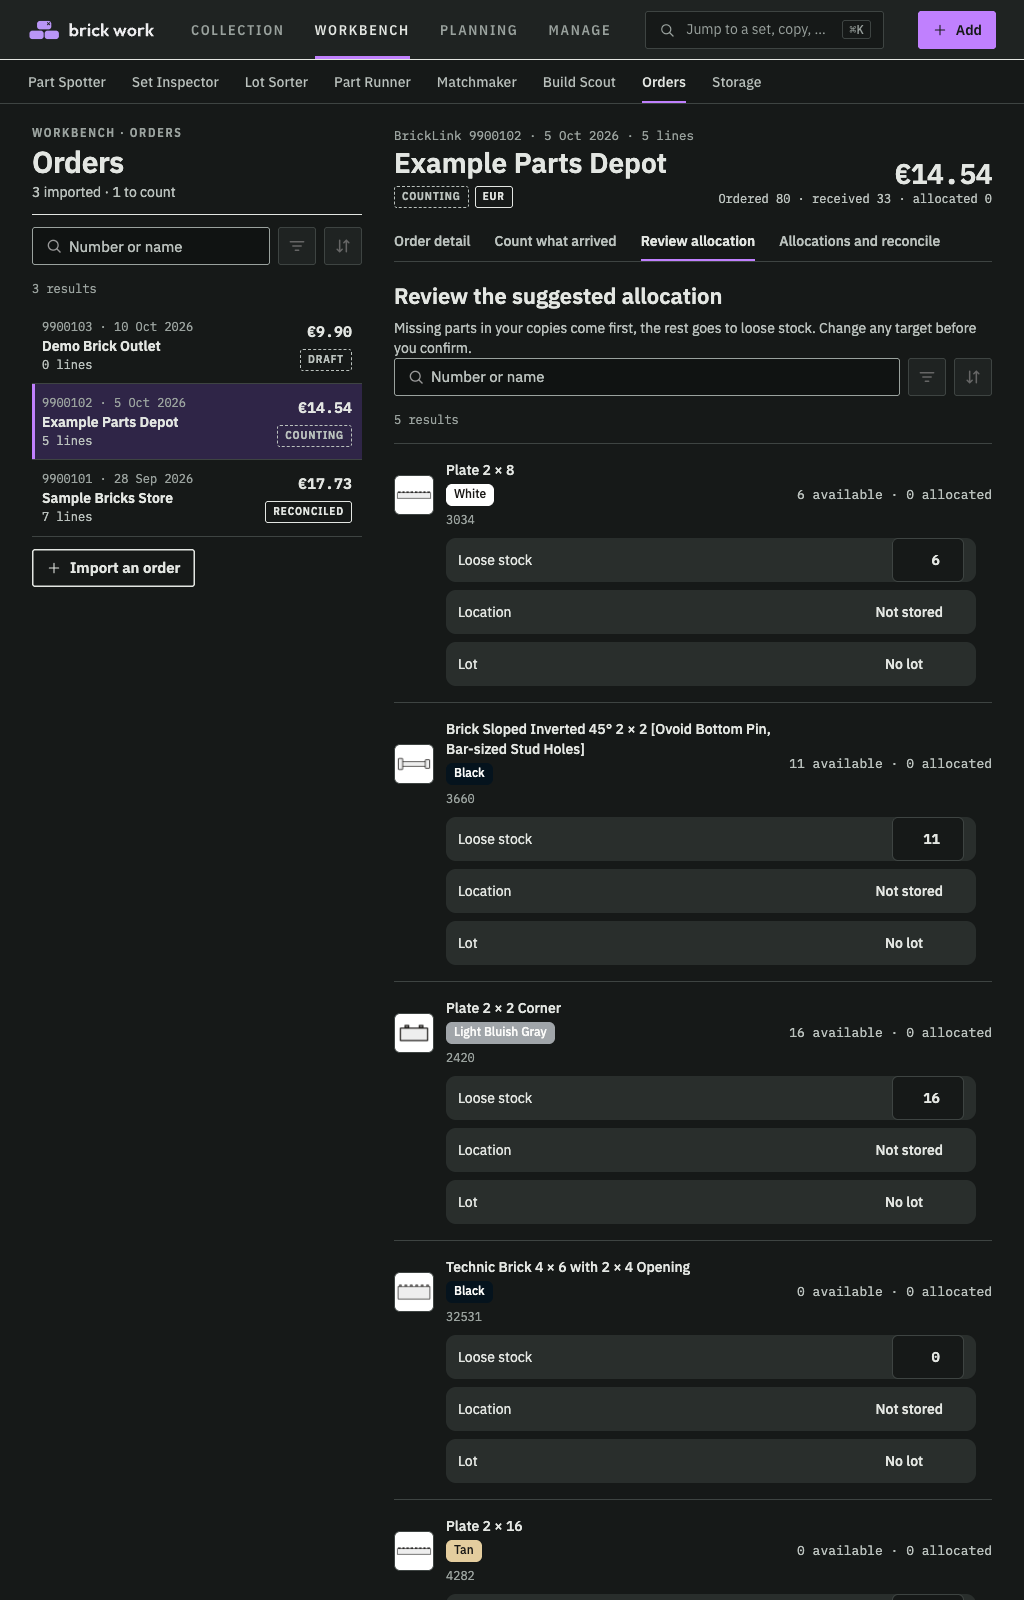 brick work
COLLECTION
WORKBENCH
PLANNING
MANAGE
Jump to a set, copy, ...
⌘K
+ Add
Part Spotter
Set Inspector
Lot Sorter
Part Runner
Matchmaker
Build Scout
Orders
Storage
WORKBENCH · ORDERS
Orders
3 imported · 1 to count
Number or name
3 results
9900103 · 10 Oct 2026
Demo Brick Outlet
0 lines
€9.90
DRAFT
9900102 · 5 Oct 2026
Example Parts Depot
5 lines
€14.54
COUNTING
9900101 · 28 Sep 2026
Sample Bricks Store
7 lines
€17.73
RECONCILED
+ Import an order
BrickLink 9900102 · 5 Oct 2026 · 5 lines
Example Parts Depot
COUNTING
EUR
€14.54
Ordered 80 · received 33 · allocated 0
Order detail
Count what arrived
Review allocation
Allocations and reconcile
Review the suggested allocation
Missing parts in your copies come first, the rest goes to loose stock. Change any target before
you confirm.
Number or name
5 results
Plate 2 × 8
White
3034
6 available · 0 allocated
Loose stock
6
Location
Not stored
Lot
No lot
Brick Sloped Inverted 45° 2 × 2 [Ovoid Bottom Pin,
Bar-sized Stud Holes]
Black
3660
11 available · 0 allocated
Loose stock
11
Location
Not stored
Lot
No lot
Plate 2 × 2 Corner
Light Bluish Gray
2420
16 available · 0 allocated
Loose stock
16
Location
Not stored
Lot
No lot
Technic Brick 4 × 6 with 2 × 4 Opening
Black
32531
0 available · 0 allocated
Loose stock
0
Location
Not stored
Lot
No lot
Plate 2 × 16
Tan
4282
0 available · 0 allocated